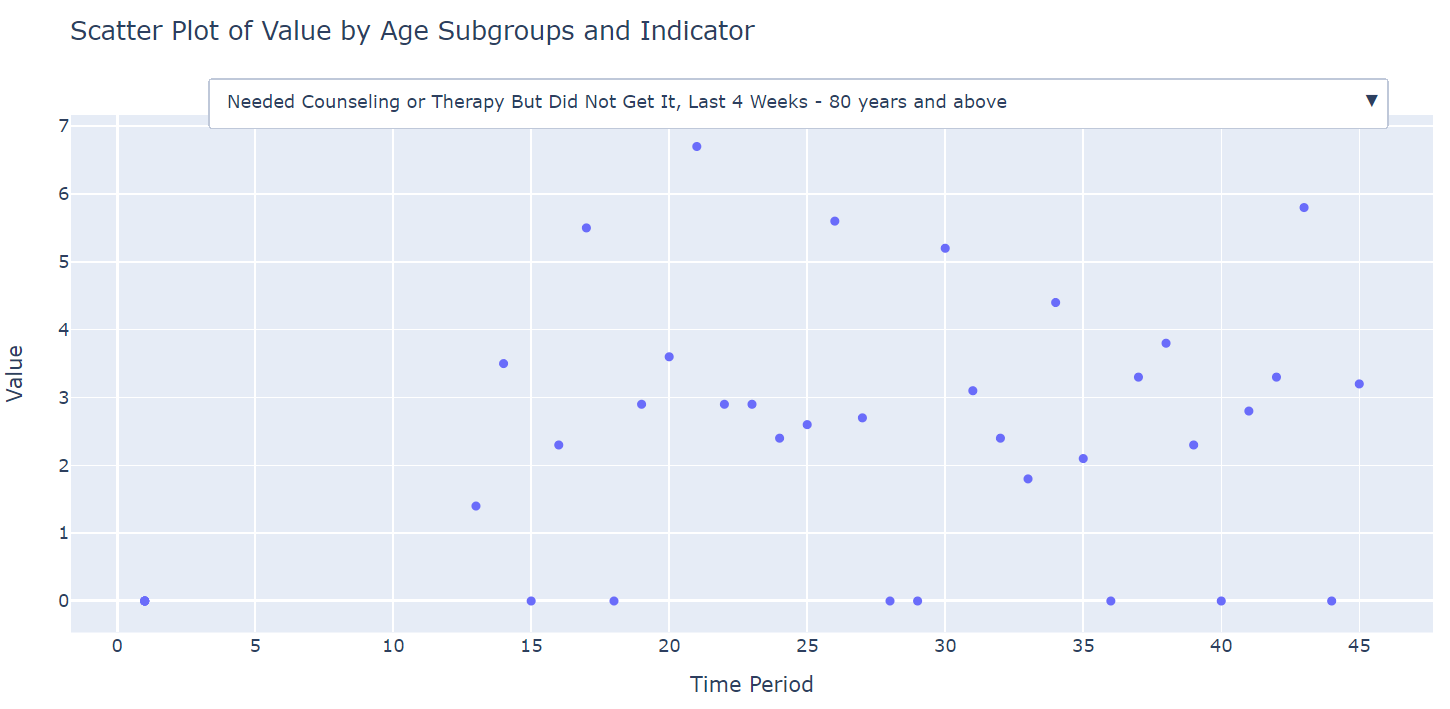 Scatter Plot of Value by Age Subgroups and Indicator
Needed Counseling or Therapy But Did Not Get It, Last 4 Weeks - 80 years and above ▼
7
6
5
4
3
2
1
0
Value
0 5 10 15 20 25 30 35 40 45
Time Period